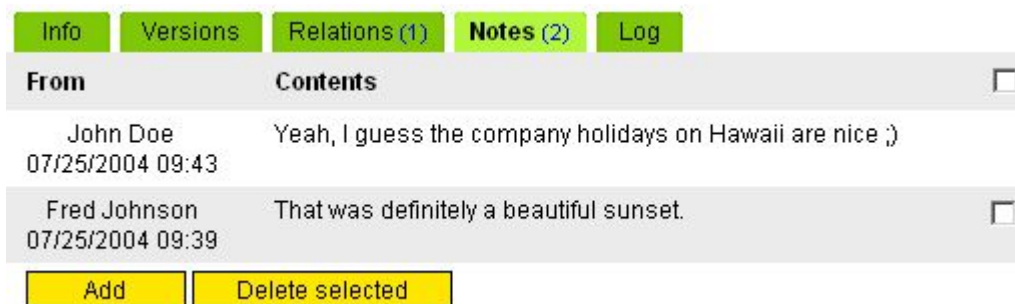 Info Versions Relations (1) Notes (2) Log
From Contents
John Doe Yeah, I guess the company holidays on Hawaii are nice ;)
07/25/2004 09:43
Fred Johnson That was definitely a beautiful sunset.
07/25/2004 09:39
Add Delete selected